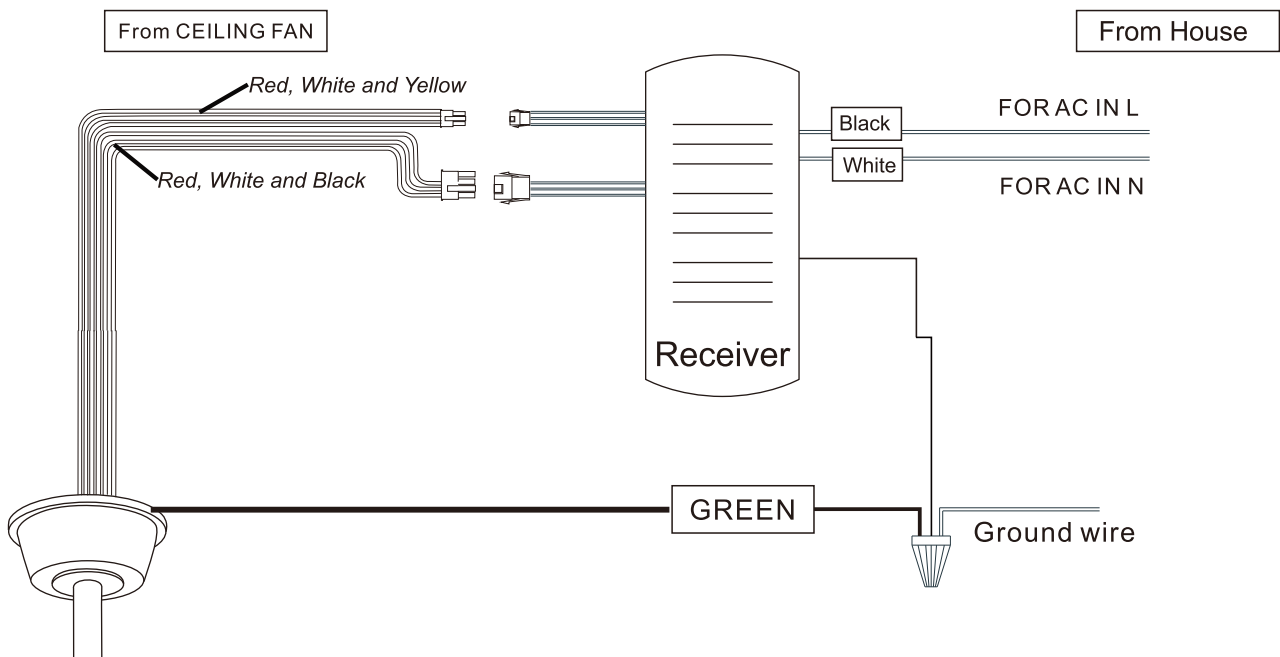 From CEILING FAN
From House
Red, White and Yellow
FOR AC IN L
Black
White
Red, White and Black
FOR AC IN N
Receiver
GREEN
Ground wire